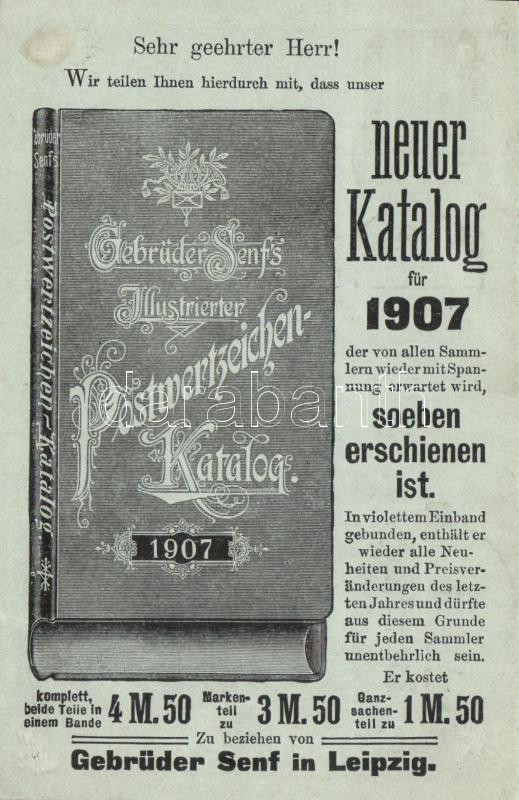 Sehr geehrter Herr!
Wir teilen Ihnen hierdurch mit, dass unser
Gebrüder
Senf's
Postwertzeichen-Katalog.
Gebrüder Senf's
Illustrierter
Postwertzeichen-
Katalog.
1907
neuer
Katalog
für
1907
der von allen Samm-
lern wieder mit Span-
nung erwartet wird,
soeben
erschienen
ist.
In violettem Einband
gebunden, enthält er
wieder alle Neu-
heiten und Preisver-
änderungen des letz-
ten Jahres und dürfte
aus diesem Grunde
für jeden Sammler
unentbehrlich sein.
Er kostet
komplett,
beide Teile in
einem Bande
4 M. 50
Marken-
teil
zu
3 M. 50
Ganz-
sachen-
teil zu
1 M. 50
Zu beziehen von
Gebrüder Senf in Leipzig.
darabanth